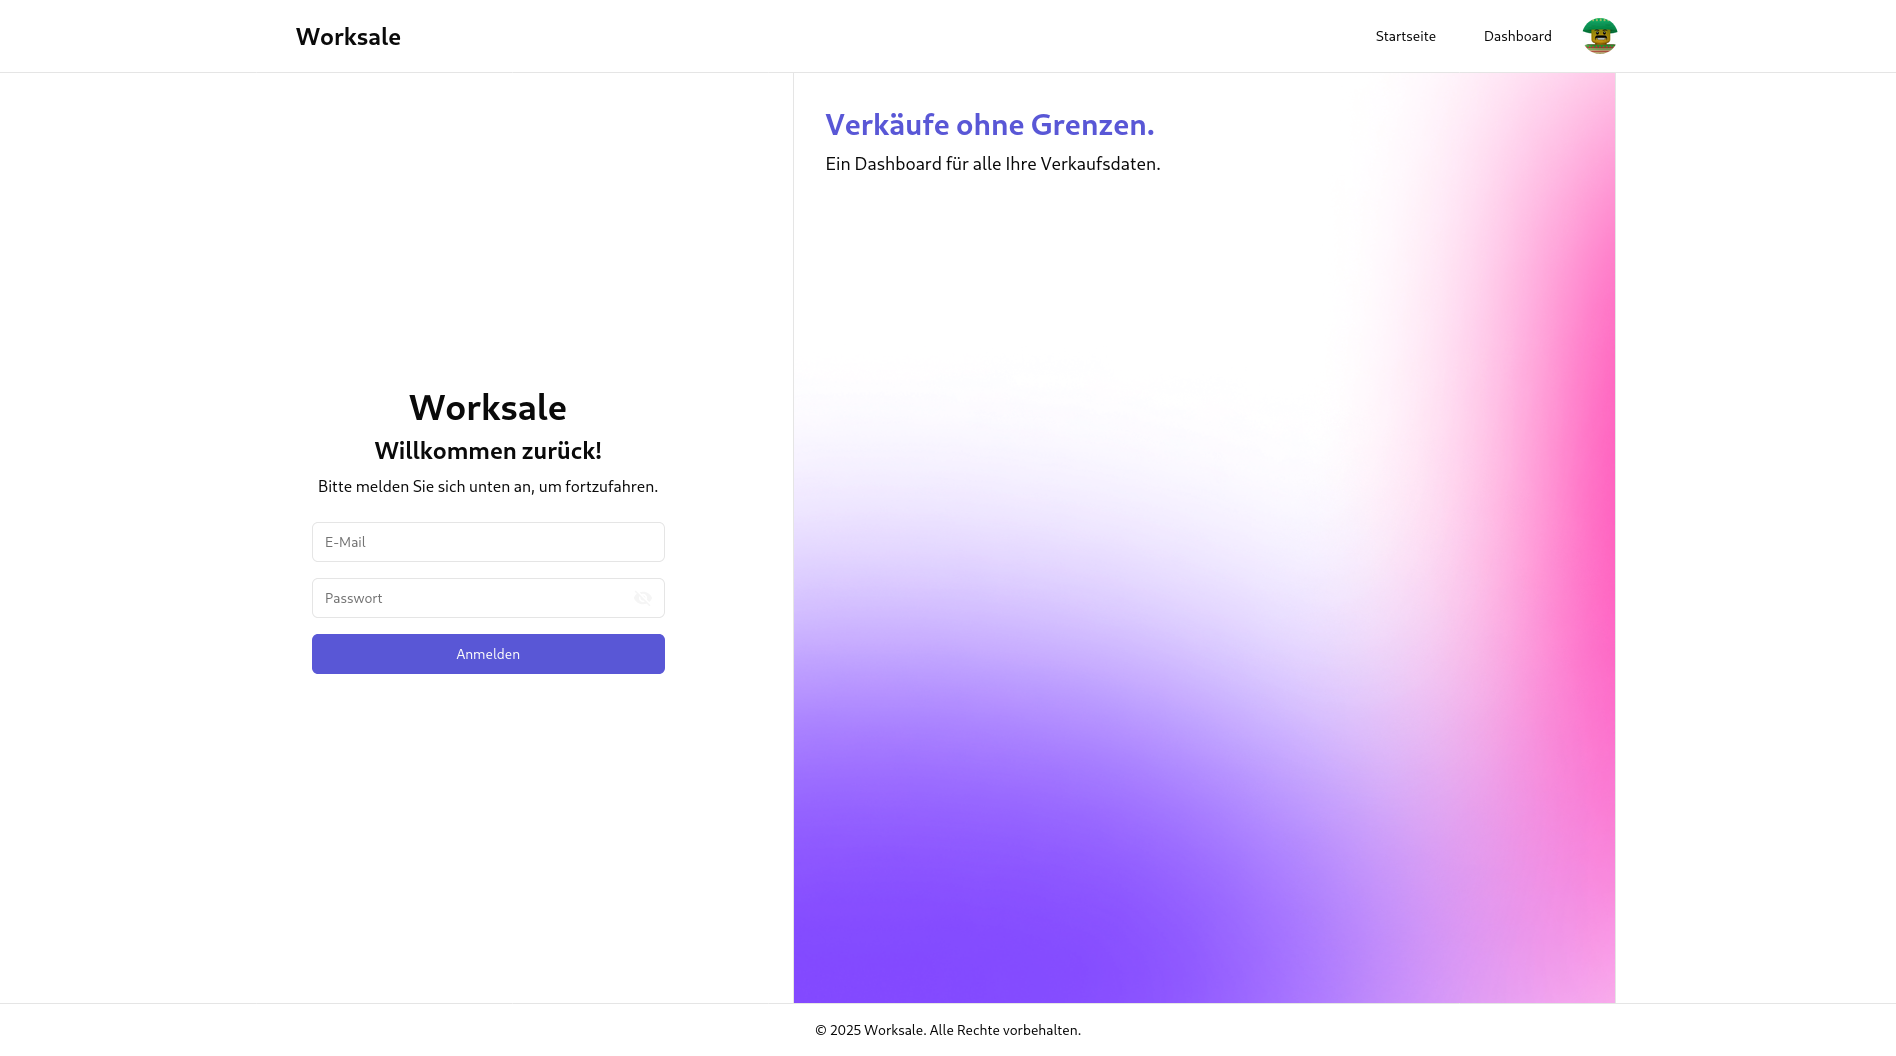 Worksale
Startseite
Dashboard
Worksale
Willkommen zurück!
Bitte melden Sie sich unten an, um fortzufahren.
E-Mail
Passwort
Anmelden
Verkäufe ohne Grenzen.
Ein Dashboard für alle Ihre Verkaufsdaten.
© 2025 Worksale. Alle Rechte vorbehalten.